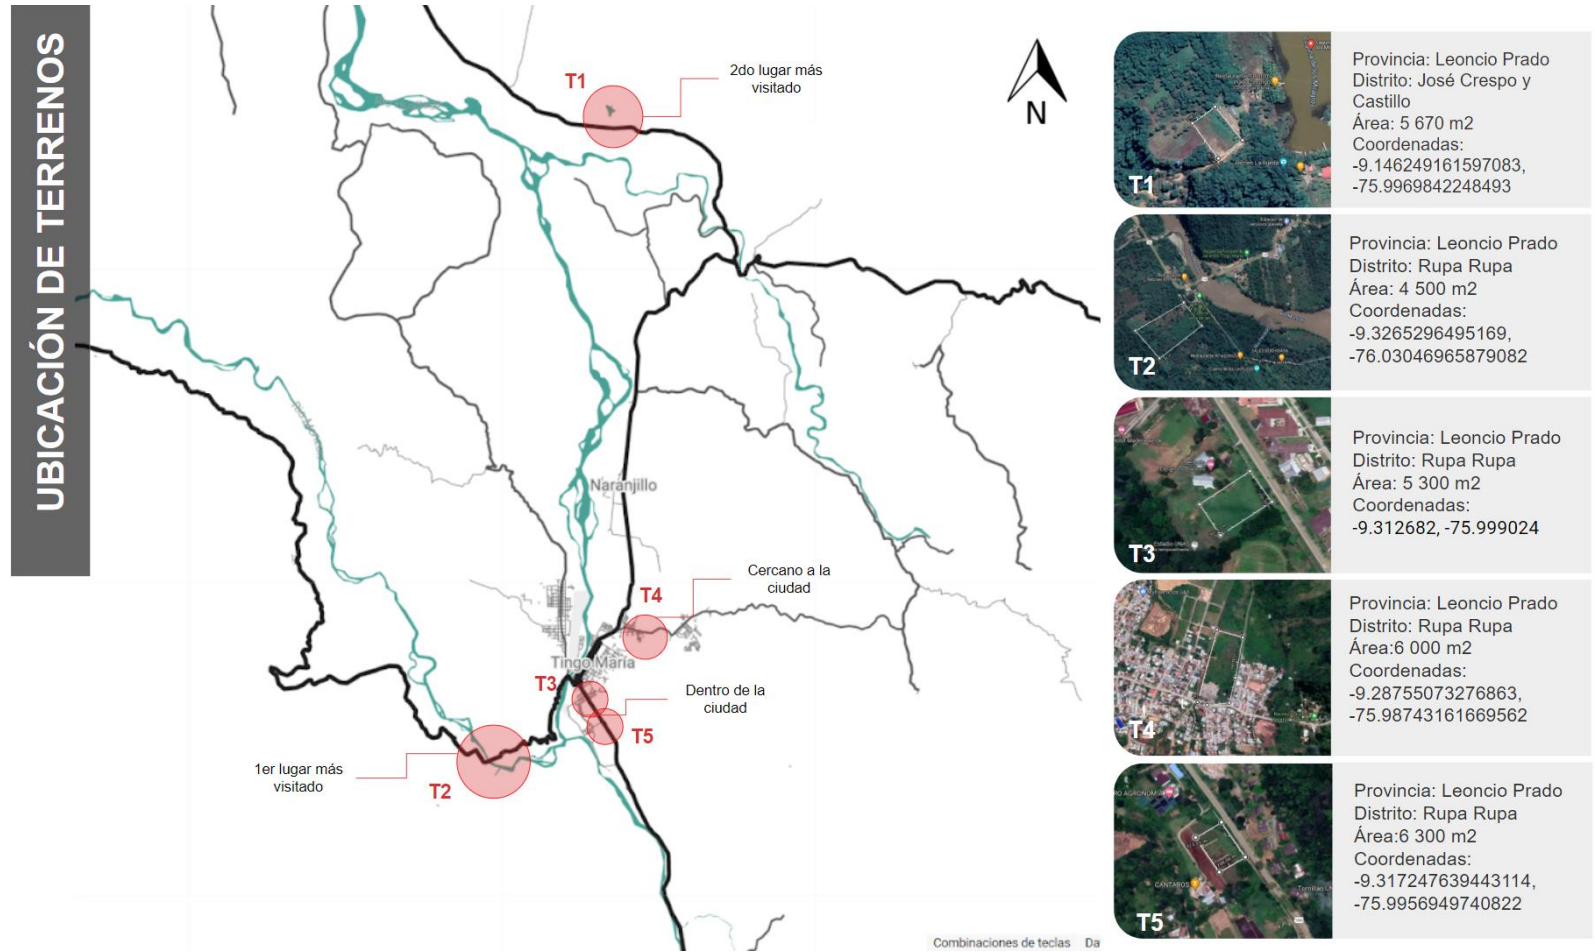 UBICACIÓN DE TERRENOS
T1
2do lugar más
visitado
N
Naranjillo
T4
Cercano a la
ciudad
Tingo María
T3
Dentro de la
ciudad
T5
T2
1er lugar más
visitado
Combinaciones de teclas
T1
Provincia: Leoncio Prado
Distrito: José Crespo y
Castillo
Área: 5 670 m2
Coordenadas:
-9.146249161597083,
-75.9969842248493
T2
Provincia: Leoncio Prado
Distrito: Rupa Rupa
Área: 4 500 m2
Coordenadas:
-9.3265296495169,
-76.03046965879082
T3
Provincia: Leoncio Prado
Distrito: Rupa Rupa
Área: 5 300 m2
Coordenadas:
-9.312682, -75.999024
T4
Provincia: Leoncio Prado
Distrito: Rupa Rupa
Área:6 000 m2
Coordenadas:
-9.28755073276863,
-75.98743161669562
CANTAROS
T5
Provincia: Leoncio Prado
Distrito: Rupa Rupa
Área:6 300 m2
Coordenadas:
-9.317247639443114,
-75.9956949740822